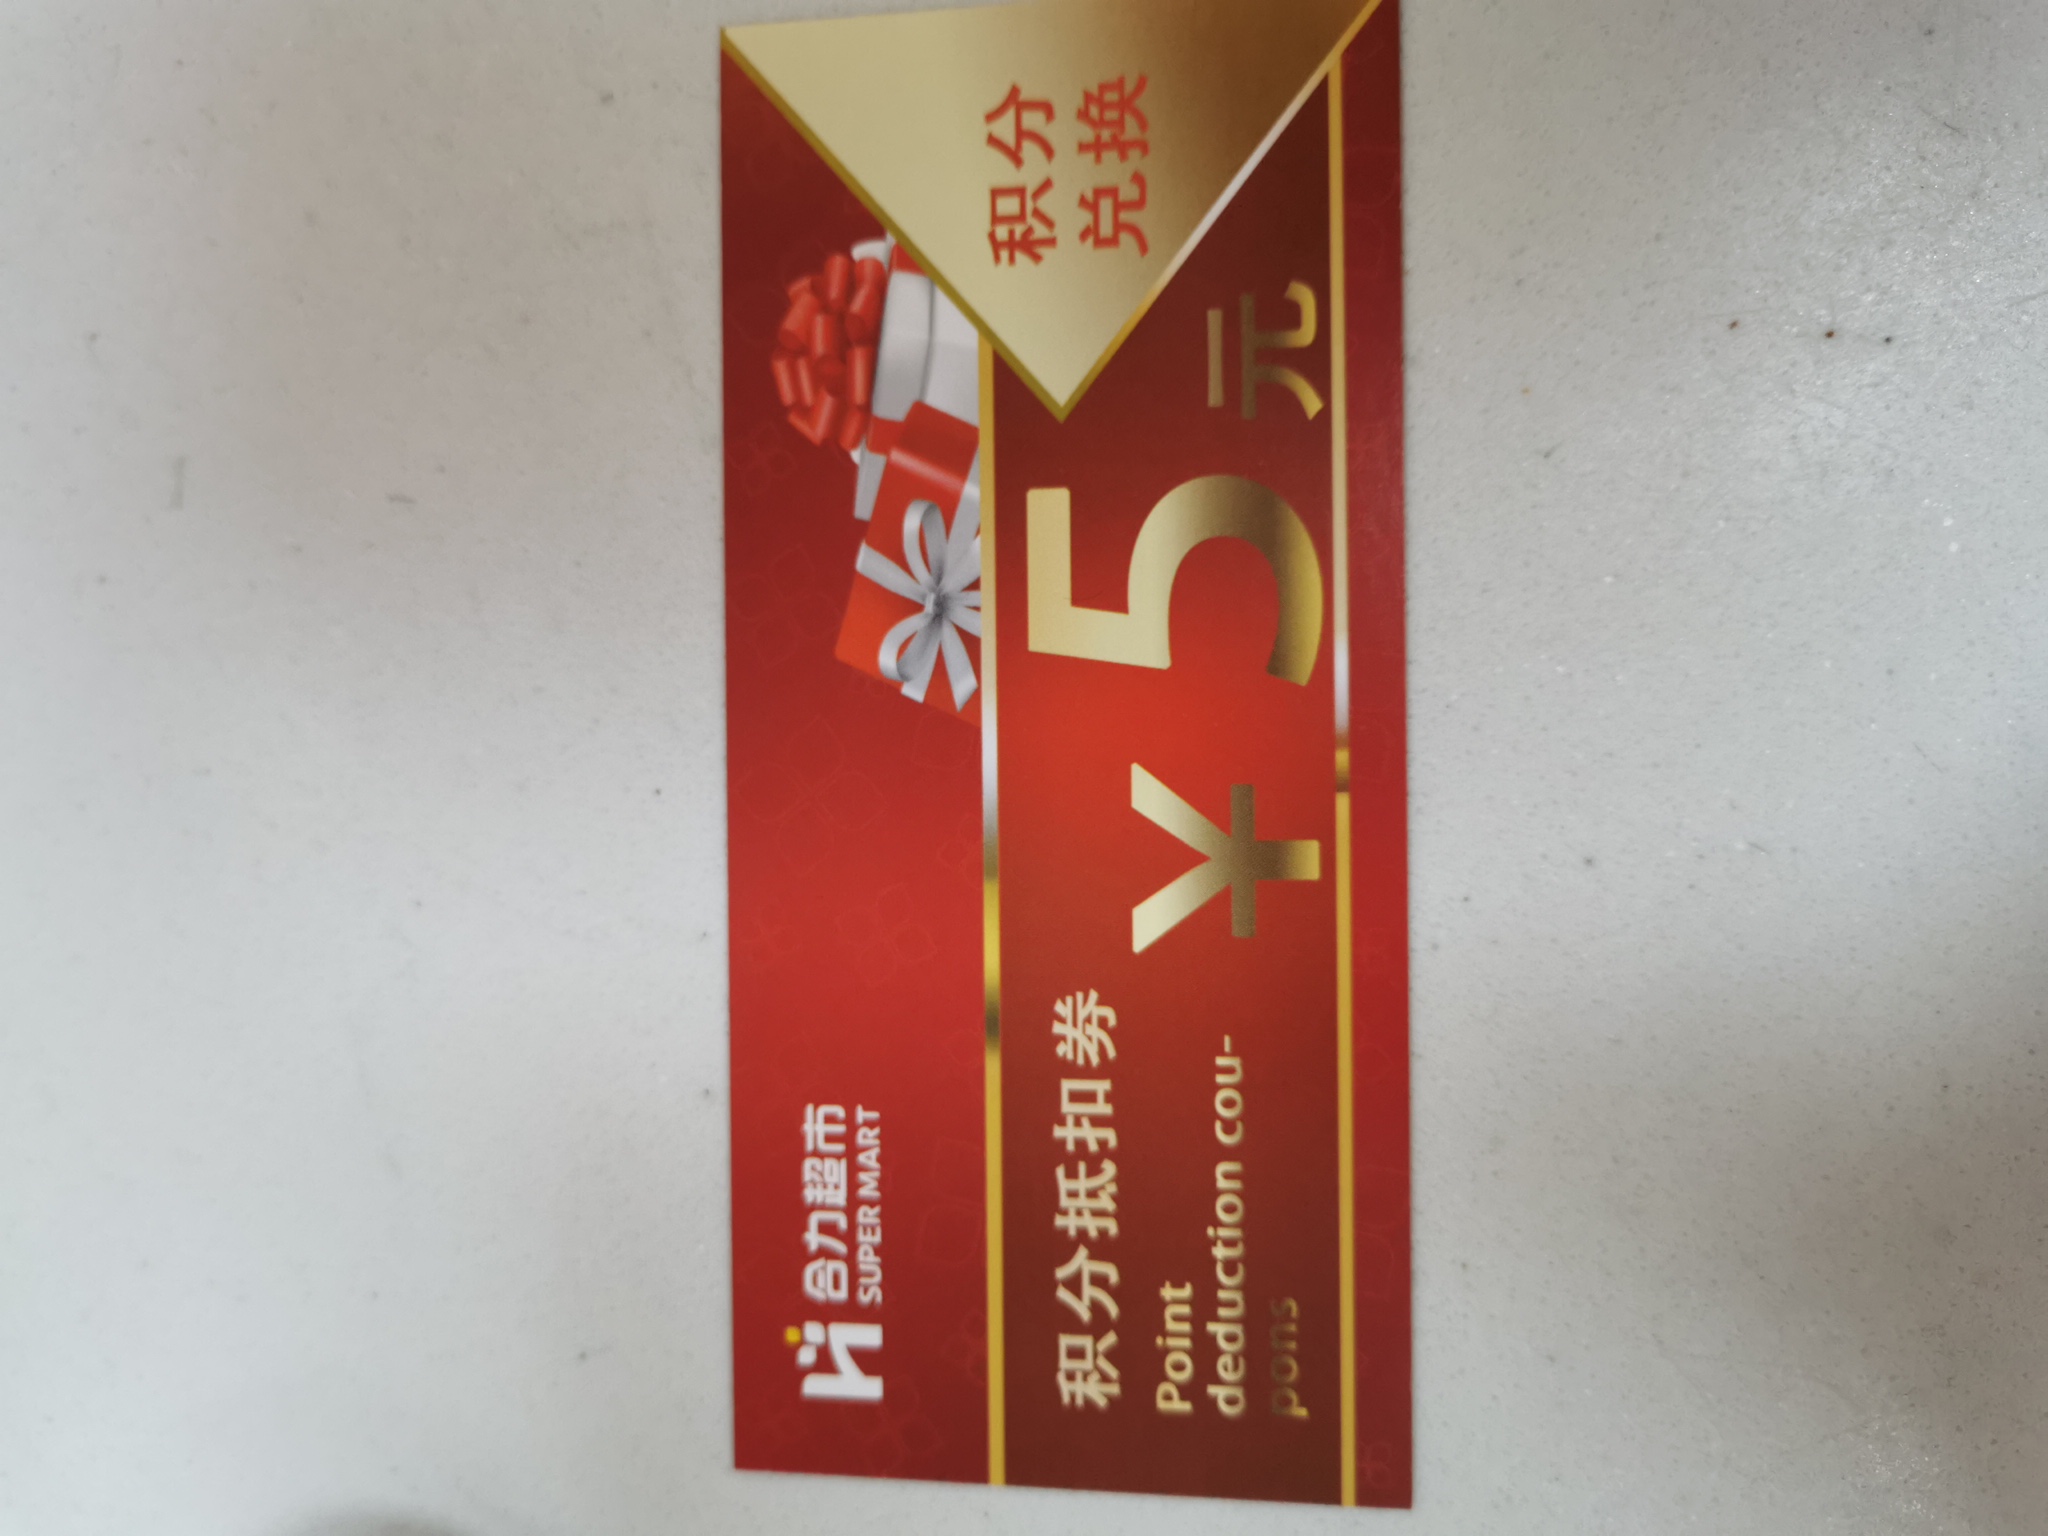 合力超市
SUPER MART
积分
兑换
积分抵扣券
Point
deduction cou-
pons
¥5元